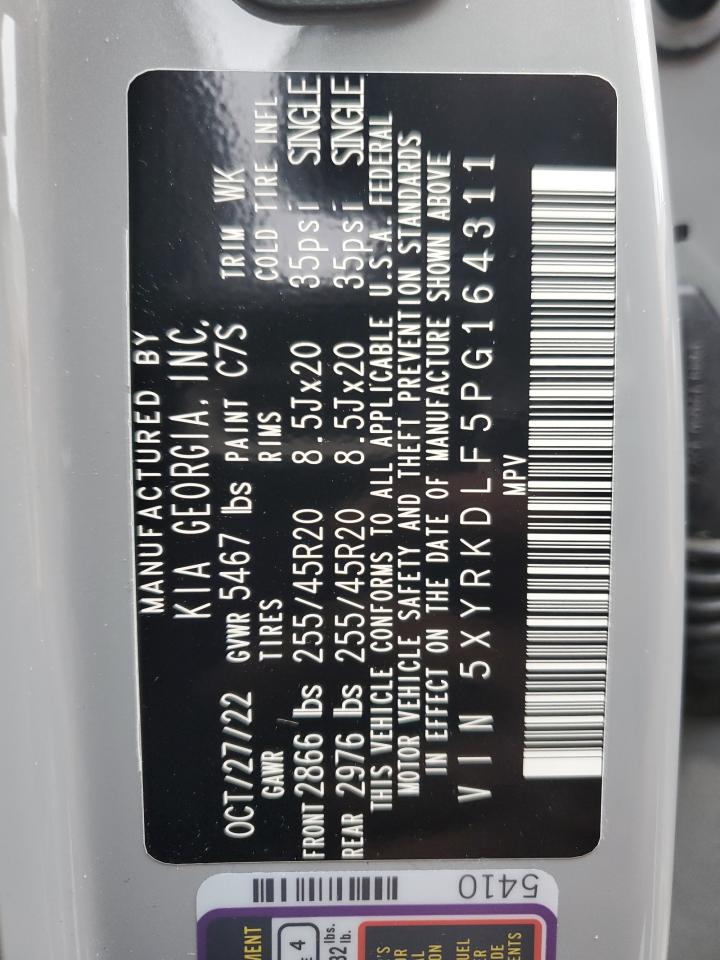 MANUFACTURED BY
KIA GEORGIA, INC.
OCT/27/22 GVWR 5467 lbs PAINT C7S TRIM WK
GAWR TIRES RIMS COLD TIRE INFL
FRONT 2866 lbs 255/45R20 8.5Jx20 35psi SINGLE
REAR 2976 lbs 255/45R20 8.5Jx20 35psi SINGLE
THIS VEHICLE CONFORMS TO ALL APPLICABLE U.S.A. FEDERAL
MOTOR VEHICLE SAFETY AND THEFT PREVENTION STANDARDS
IN EFFECT ON THE DATE OF MANUFACTURE SHOWN ABOVE
VIN 5XYRKDLF5PG164311
MPV
5410
4
lbs.
lb.